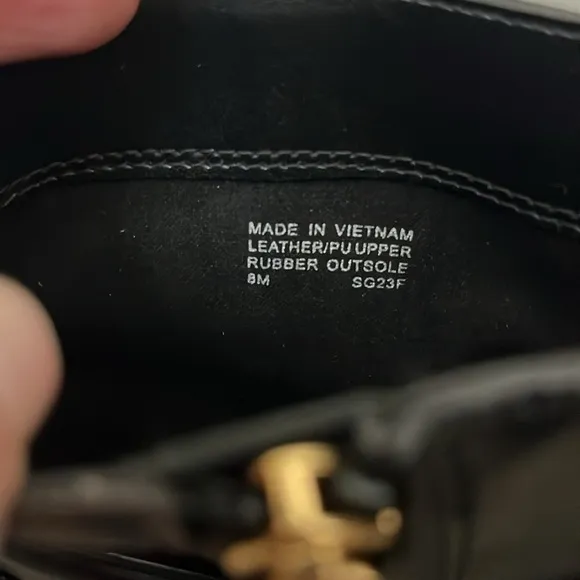 MADE IN VIETNAM
LEATHER/PU UPPER
RUBBER OUTSOLE
8M SG23F